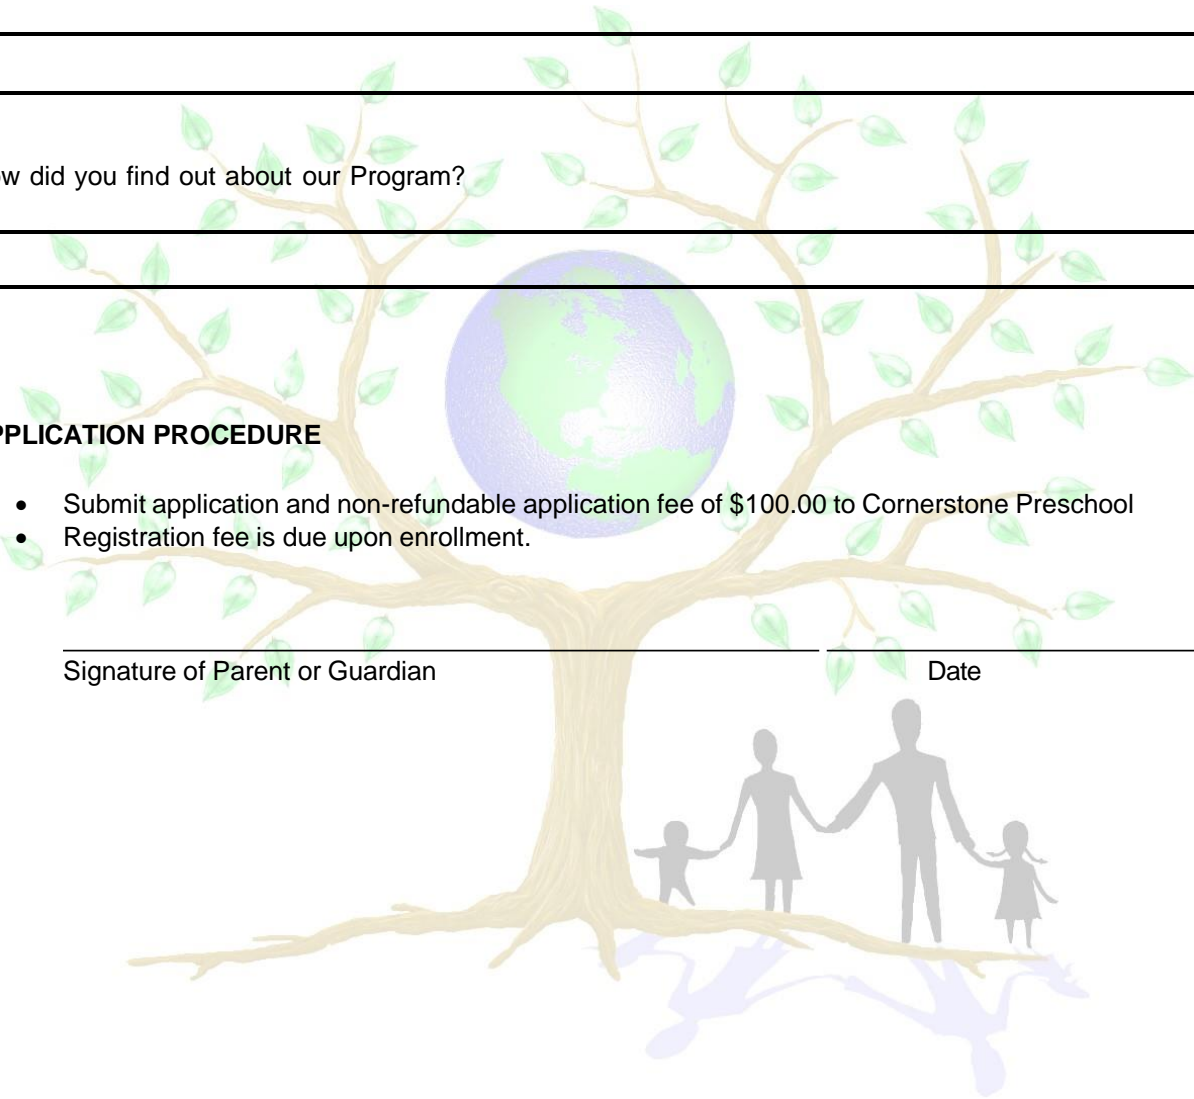 ow did you find out about our Program?
PPLICATION PROCEDURE
• Submit application and non-refundable application fee of $100.00 to Cornerstone Preschool
• Registration fee is due upon enrollment.
Signature of Parent or Guardian Date